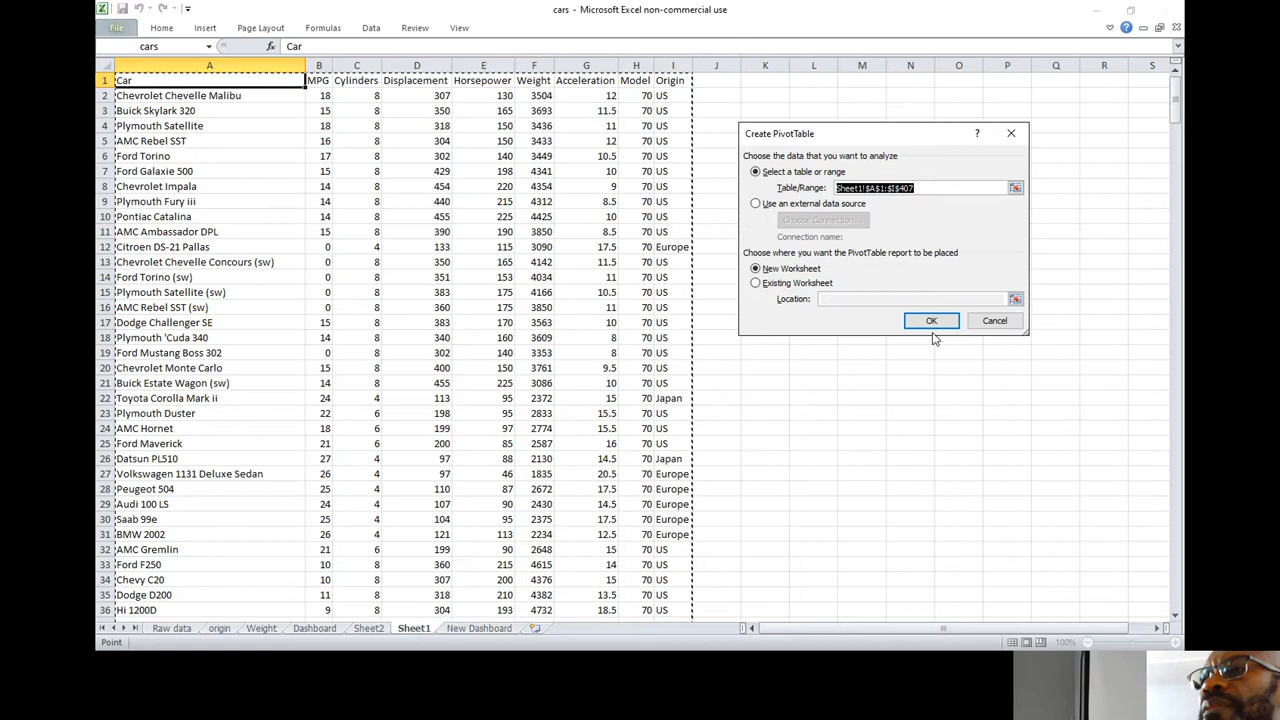 cars - Microsoft Excel non-commercial use
File Home Insert Page Layout Formulas Data Review View
cars fx Car
A B C D E F G H I J K L M N O P Q R S
1 Car MPG Cylinders Displacement Horsepower Weight Acceleration Model Origin
2 Chevrolet Chevelle Malibu 18 8 307 130 3504 12 70 US
3 Buick Skylark 320 15 8 350 165 3693 11.5 70 US
4 Plymouth Satellite 18 8 318 150 3436 11 70 US
5 AMC Rebel SST 16 8 304 150 3433 12 70 US
6 Ford Torino 17 8 302 140 3449 10.5 70 US
7 Ford Galaxie 500 15 8 429 198 4341 10 70 US
8 Chevrolet Impala 14 8 454 220 4354 9 70 US
9 Plymouth Fury iii 14 8 440 215 4312 8.5 70 US
10 Pontiac Catalina 14 8 455 225 4425 10 70 US
11 AMC Ambassador DPL 15 8 390 190 3850 8.5 70 US
12 Citroen DS-21 Pallas 0 4 133 115 3090 17.5 70 Europe
13 Chevrolet Chevelle Concours (sw) 0 8 350 165 4142 11.5 70 US
14 Ford Torino (sw) 0 8 351 153 4034 11 70 US
15 Plymouth Satellite (sw) 0 8 383 175 4166 10.5 70 US
16 AMC Rebel SST (sw) 0 8 360 175 3850 11 70 US
17 Dodge Challenger SE 15 8 383 170 3563 10 70 US
18 Plymouth 'Cuda 340 14 8 340 160 3609 8 70 US
19 Ford Mustang Boss 302 0 8 302 140 3353 8 70 US
20 Chevrolet Monte Carlo 15 8 400 150 3761 9.5 70 US
21 Buick Estate Wagon (sw) 14 8 455 225 3086 10 70 US
22 Toyota Corolla Mark ii 24 4 113 95 2372 15 70 Japan
23 Plymouth Duster 22 6 198 95 2833 15.5 70 US
24 AMC Hornet 18 6 199 97 2774 15.5 70 US
25 Ford Maverick 21 6 200 85 2587 16 70 US
26 Datsun PL510 27 4 97 88 2130 14.5 70 Japan
27 Volkswagen 1131 Deluxe Sedan 26 4 97 46 1835 20.5 70 Europe
28 Peugeot 504 25 4 110 87 2672 17.5 70 Europe
29 Audi 100 LS 24 4 107 90 2430 14.5 70 Europe
30 Saab 99e 25 4 104 95 2375 17.5 70 Europe
31 BMW 2002 26 4 121 113 2234 12.5 70 Europe
32 AMC Gremlin 21 6 199 90 2648 15 70 US
33 Ford F250 10 8 360 215 4615 14 70 US
34 Chevy C20 10 8 307 200 4376 15 70 US
35 Dodge D200 11 8 318 210 4382 13.5 70 US
36 Hi 1200D 9 8 304 193 4732 18.5 70 US
Create PivotTable ?
Choose the data that you want to analyze
Select a table or range
Table/Range: Sheet1!$A$1:$I$407
Use an external data source
Choose Connection...
Connection name:
Choose where you want the PivotTable report to be placed
New Worksheet
Existing Worksheet
Location:
OK Cancel
Raw data origin Weight Dashboard Sheet2 Sheet1 New Dashboard
Point 100%